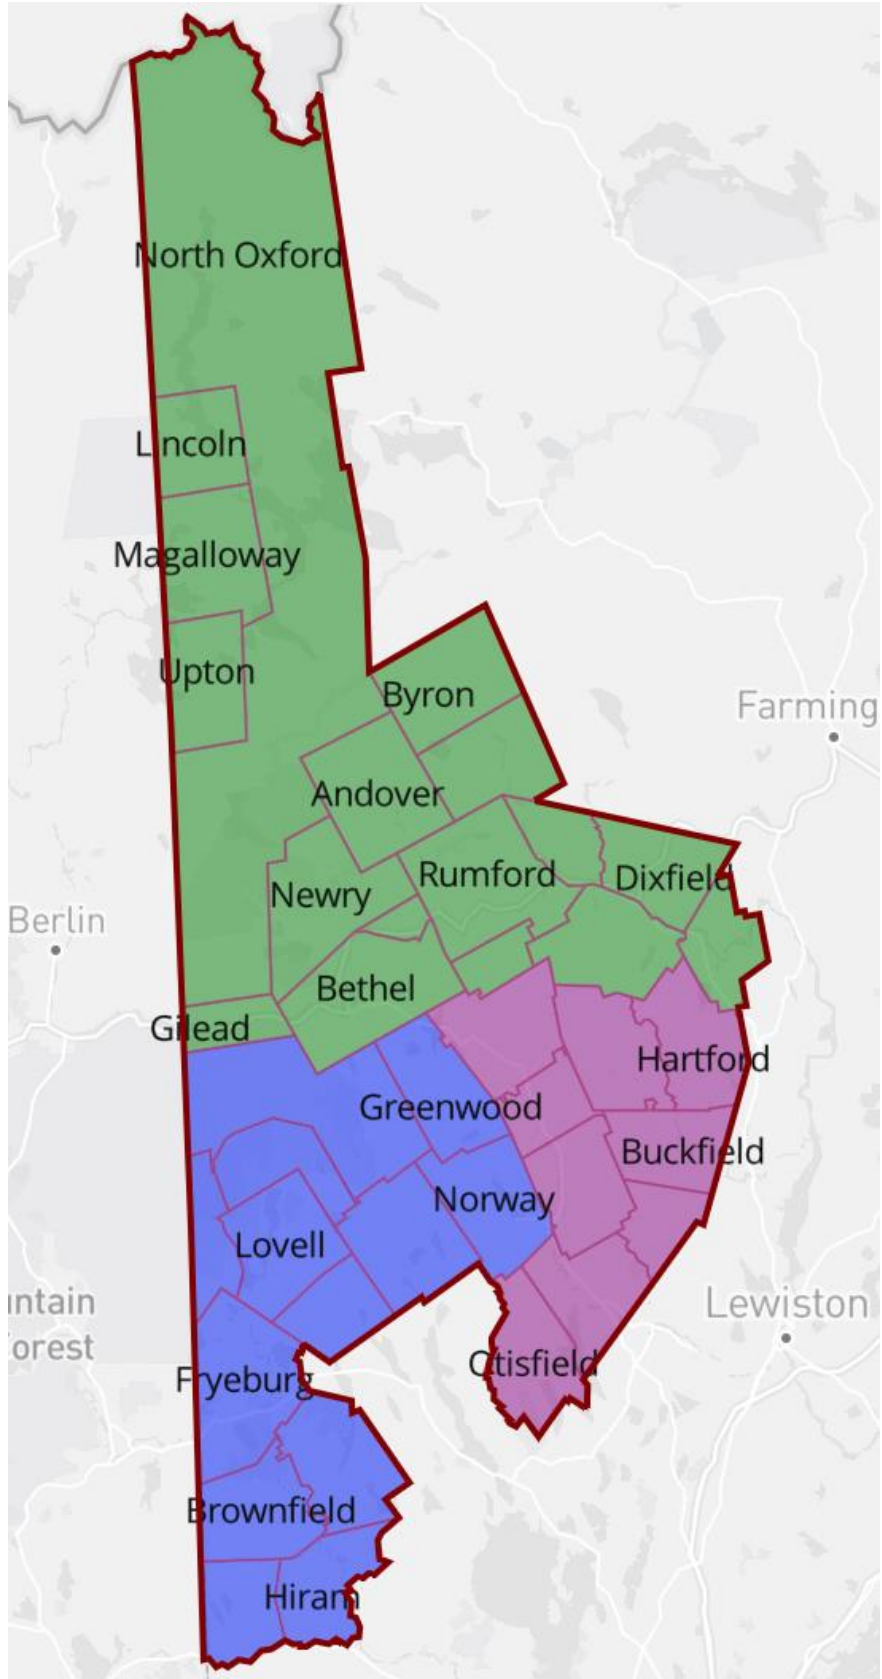 North Oxford
Lincoln
Magalloway
Upton
Byron
Farming
Andover
Rumford
Dixfield
Newry
Berlin
Bethel
Gilead
Hartford
Greenwood
Buckfield
Norway
Lovell
untain
orest
Lewiston
Otisfield
Fryeburg
Brownfield
Hiram